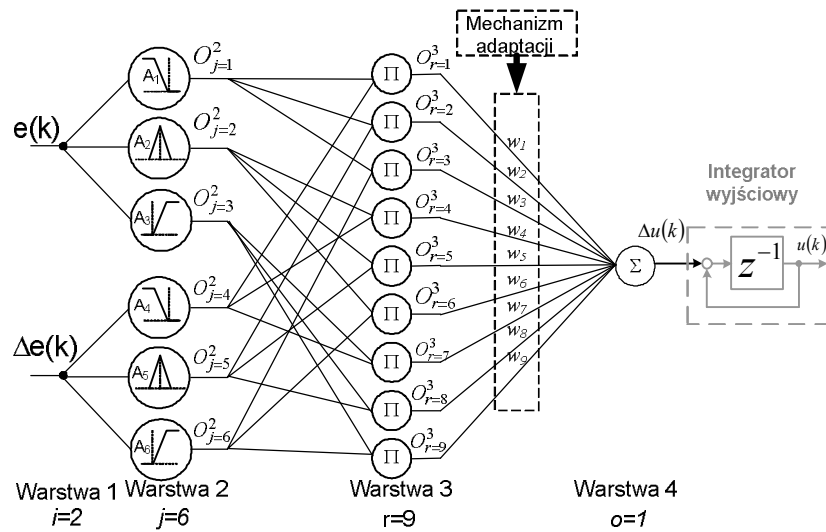 Mechanizm
adaptacji
e(k)
Δe(k)
A1
A2
A3
A4
A5
A6
O²j=1
O²j=2
O²j=3
O²j=4
O²j=5
O²j=6
Π
Π
Π
Π
Π
Π
Π
Π
Π
O³r=1
O³r=2
O³r=3
O³r=4
O³r=5
O³r=6
O³r=7
O³r=8
O³r=9
w1
w2
w3
w4
w5
w6
w7
w8
w9
Σ
Δu(k)
Integrator
wyjściowy
z⁻¹
u(k)
Warstwa 1
i=2
Warstwa 2
j=6
Warstwa 3
r=9
Warstwa 4
o=1